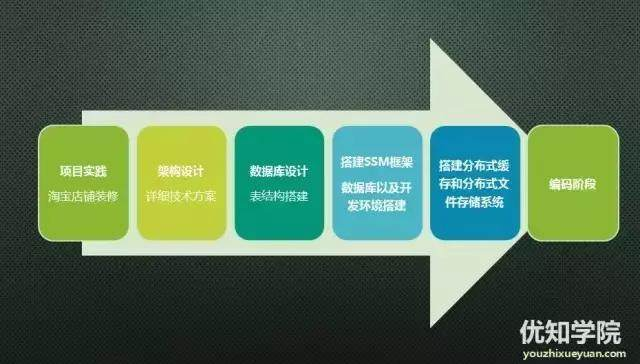 项目实践
淘宝店铺装修
架构设计
详细技术方案
数据库设计
表结构搭建
搭建SSM框架
数据库以及开
发环境搭建
搭建分布式缓
存和分布式文
件存储系统
编码阶段
优知学院
youzhixueyuan.com